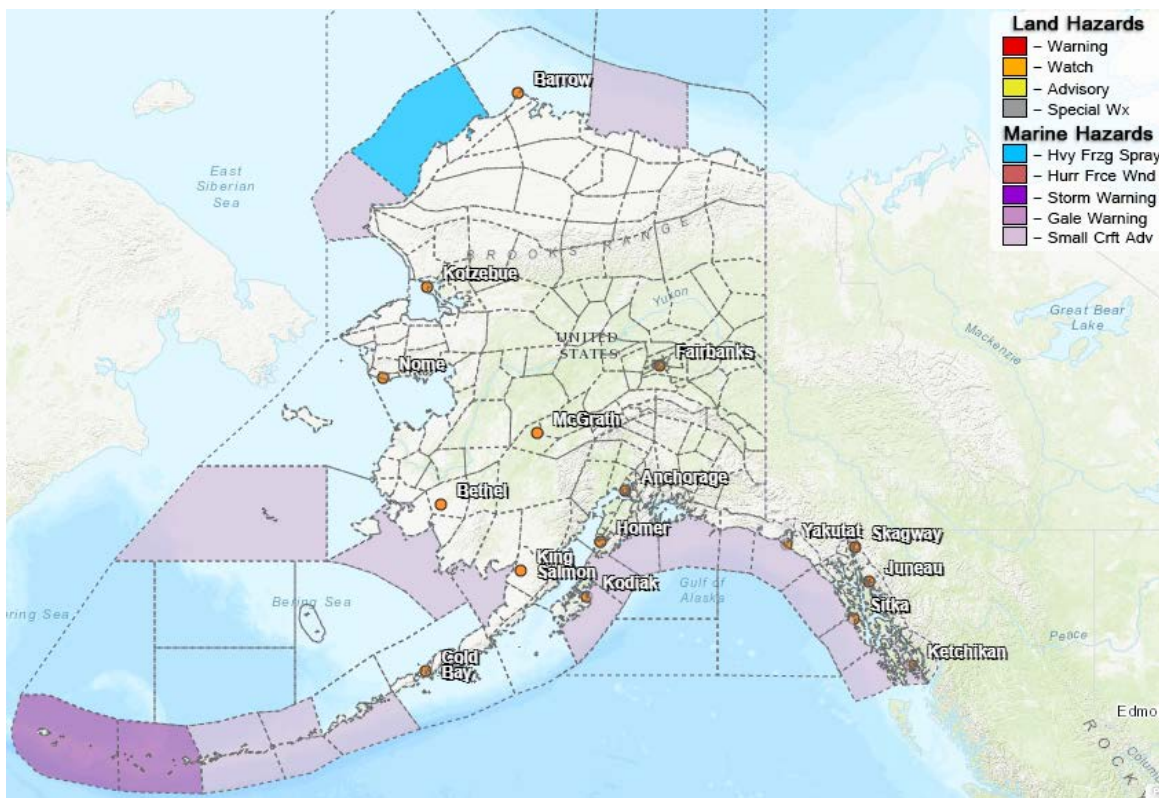 Land Hazards
– Warning
– Watch
– Advisory
– Special Wx
Marine Hazards
– Hvy Frzg Spray
– Hurr Frce Wnd
– Storm Warning
– Gale Warning
– Small Crft Adv
Barrow
East
Siberian
Sea
BROOKS RANGE
Kotzebue
Yukon
Great Bear
Lake
Mackenzie
UNITED
STATES
Fairbanks
Nome
McGrath
Anchorage
Bethel
Homer
Yakutat
Skagway
King
Salmon
Juneau
Kodiak
Gulf of
Alaska
Bering Sea
ring Sea
Sitka
Peace
Ketchikan
Cold
Bay
Edmo
ROCK
Columbi